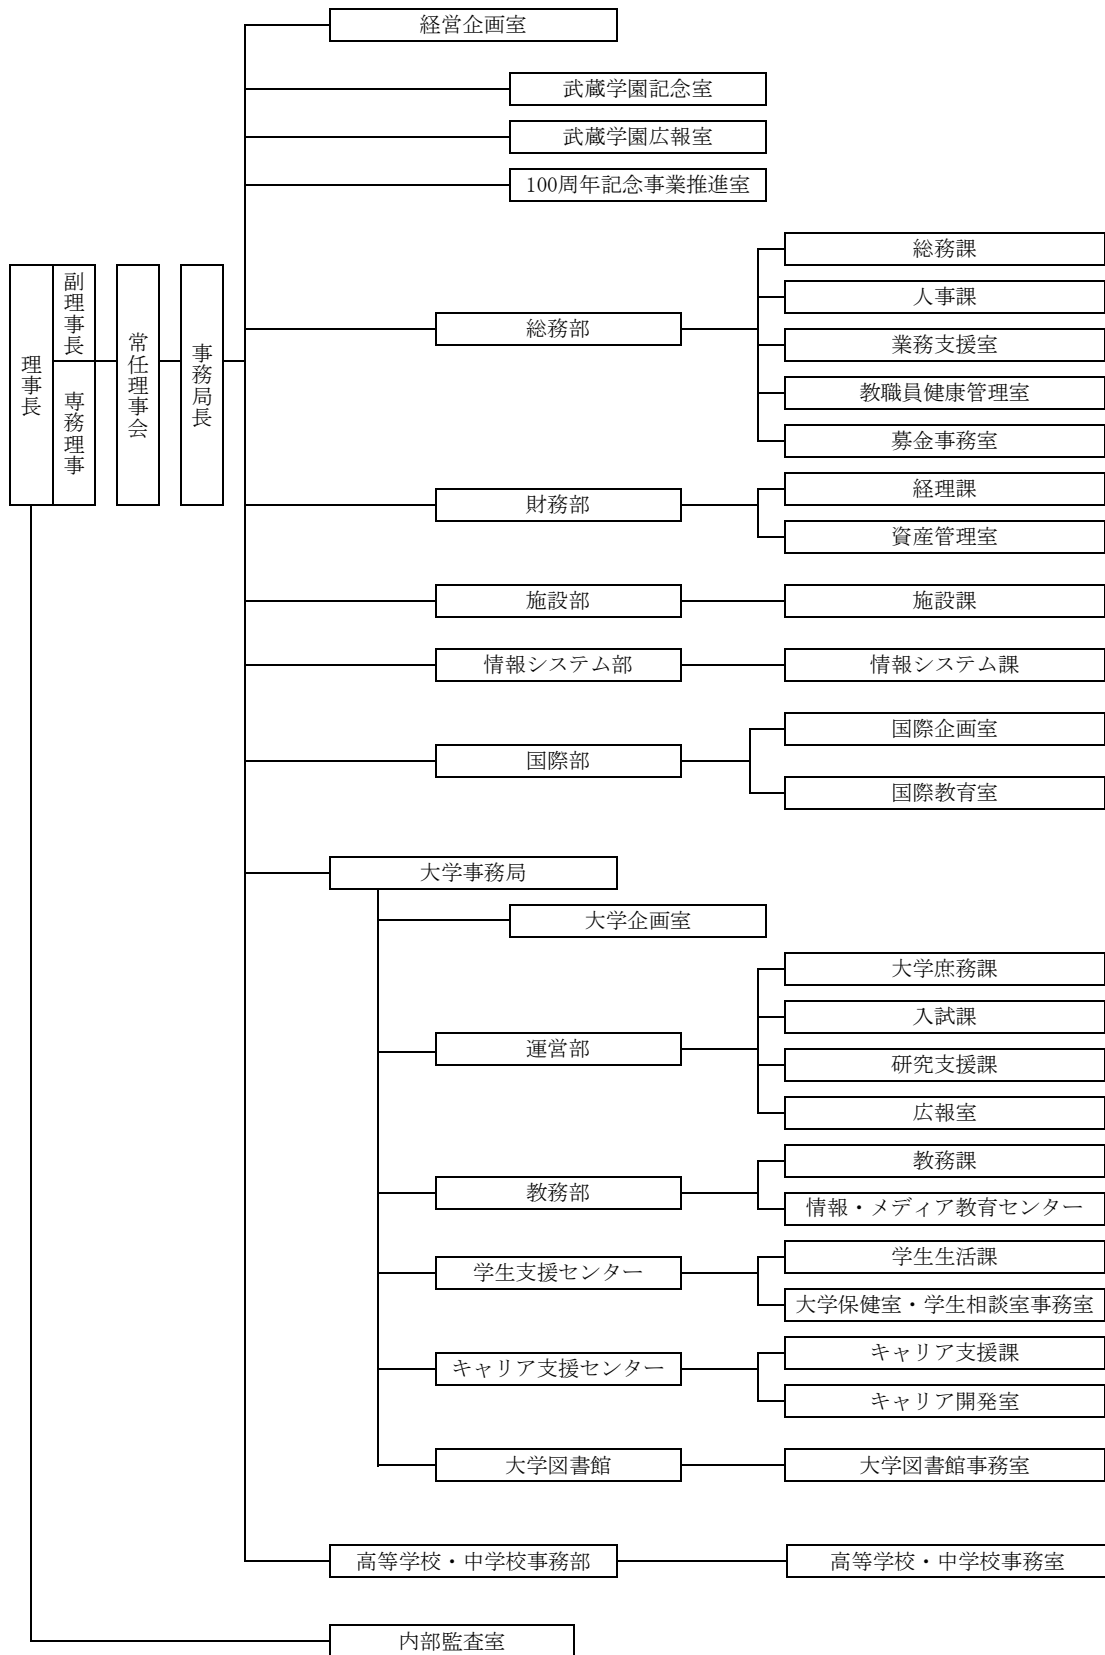 経営企画室
武蔵学園記念室
武蔵学園広報室
100周年記念事業推進室
理事長
副理事長
専務理事
常任理事会
事務局長
総務部
総務課
人事課
業務支援室
教職員健康管理室
募金事務室
財務部
経理課
資産管理室
施設部
施設課
情報システム部
情報システム課
国際部
国際企画室
国際教育室
大学事務局
大学企画室
運営部
大学庶務課
入試課
研究支援課
広報室
教務部
教務課
情報・メディア教育センター
学生支援センター
学生生活課
大学保健室・学生相談室事務室
キャリア支援センター
キャリア支援課
キャリア開発室
大学図書館
大学図書館事務室
高等学校・中学校事務部
高等学校・中学校事務室
内部監査室